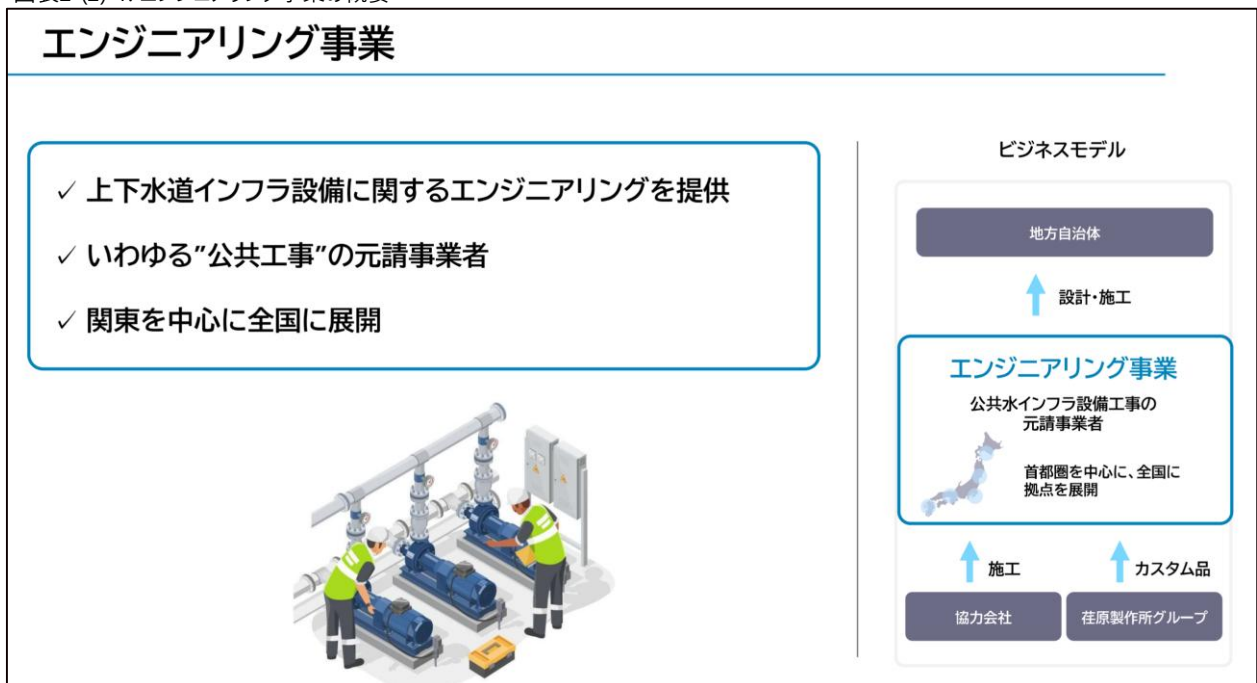 エンジニアリング事業
✓ 上下水道インフラ設備に関するエンジニアリングを提供
✓ いわゆる”公共工事”の元請事業者
✓ 関東を中心に全国に展開
ビジネスモデル
地方自治体
設計・施工
エンジニアリング事業
公共水インフラ設備工事の
元請事業者
首都圏を中心に、全国に
拠点を展開
施工
カスタム品
協力会社
荏原製作所グループ